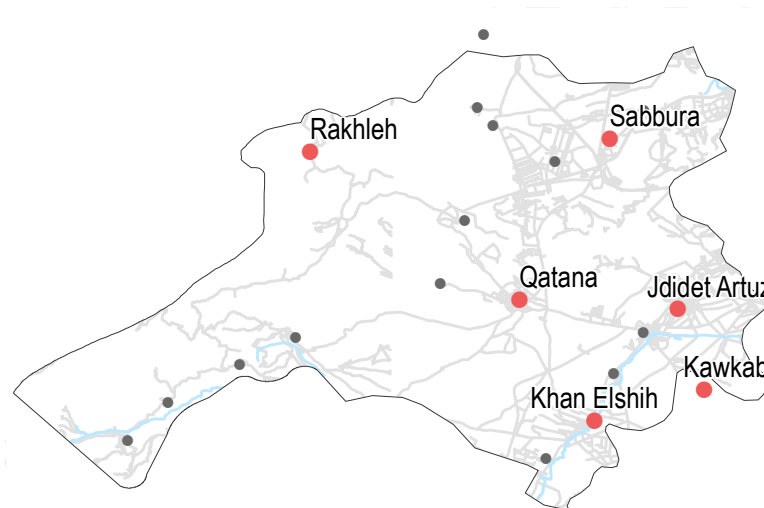 Sabbura
Rakhleh
Qatana
Jdidet Artuz
Kawkab
Khan Elshih